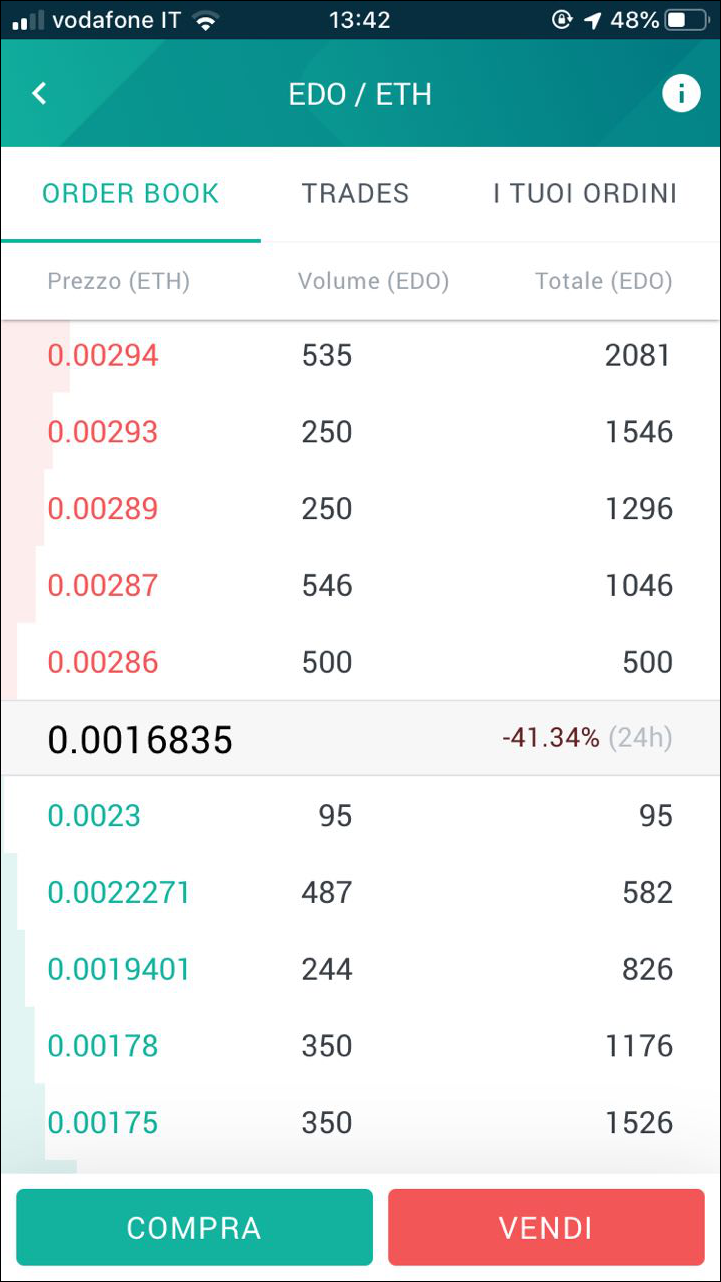 vodafone IT 13:42 48%
EDO / ETH
ORDER BOOK TRADES I TUOI ORDINI
Prezzo (ETH) Volume (EDO) Totale (EDO)
0.00294 535 2081
0.00293 250 1546
0.00289 250 1296
0.00287 546 1046
0.00286 500 500
0.0016835 -41.34% (24h)
0.0023 95 95
0.0022271 487 582
0.0019401 244 826
0.00178 350 1176
0.00175 350 1526
COMPRA VENDI